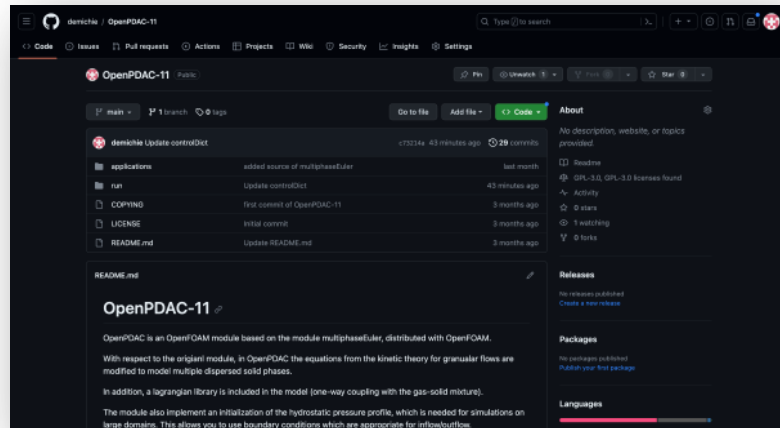 demichie / OpenPDAC-11
Type / to search
Code Issues Pull requests Actions Projects Wiki Security Insights Settings
OpenPDAC-11 Public
Pin Unwatch 1 Fork 0 Star 0
main 1 branch 0 tags
Go to file Add file Code
demichie Update controlDict c73214a 43 minutes ago 29 commits
applications added source of multiphaseEuler last month
run Update controlDict 43 minutes ago
COPYING first commit of OpenPDAC-11 3 months ago
LICENSE Initial commit 3 months ago
README.md Update README.md 3 months ago
README.md
OpenPDAC-11
OpenPDAC is an OpenFOAM module based on the module multiphaseEuler, distributed with OpenFOAM.
With respect to the origianl module, in OpenPDAC the equations from the kinetic theory for granualar flows are
modified to model multiple dispersed solid phases.
In addition, a lagrangian library is included in the model (one-way coupling with the gas-solid mixture).
The module also implement an initialization of the hydrostatic pressure profile, which is needed for simulations on
large domains. This allows you to use boundary conditions which are appropriate for inflow/outflow.
About
No description, website, or topics
provided.
Readme
GPL-3.0, GPL-3.0 licenses found
Activity
0 stars
1 watching
0 forks
Releases
No releases published
Create a new release
Packages
No packages published
Publish your first package
Languages